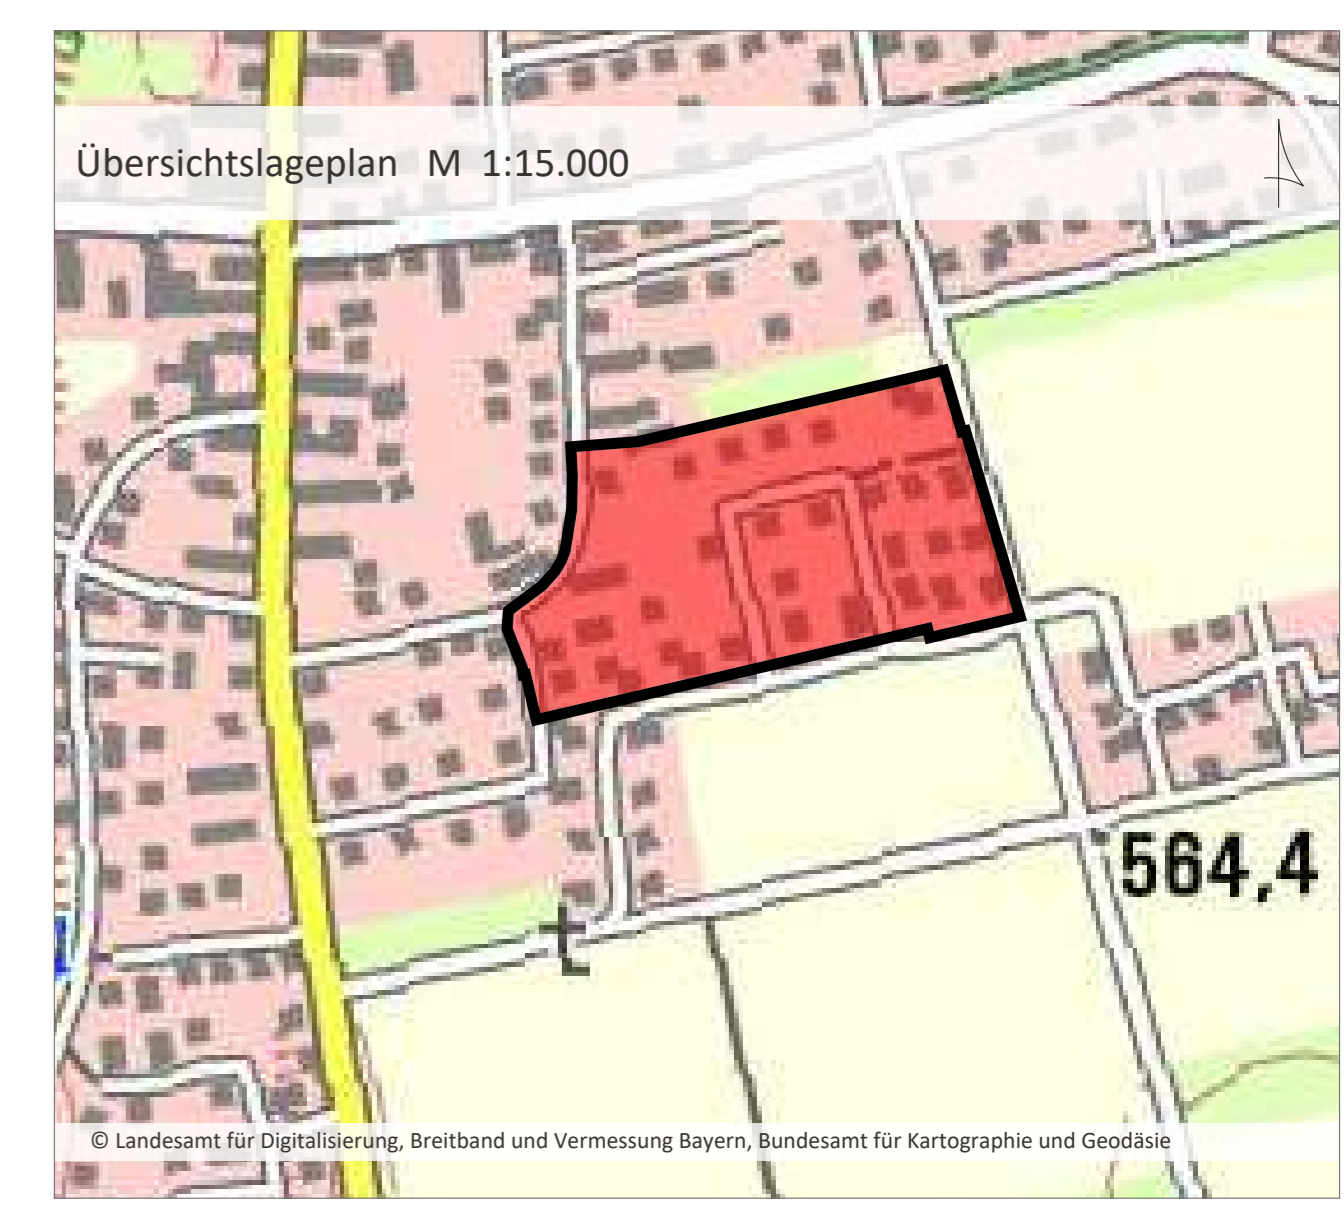 Übersichtslageplan M 1:15.000
564,4
© Landesamt für Digitalisierung, Breitband und Vermessung Bayern, Bundesamt für Kartographie und Geodäsie